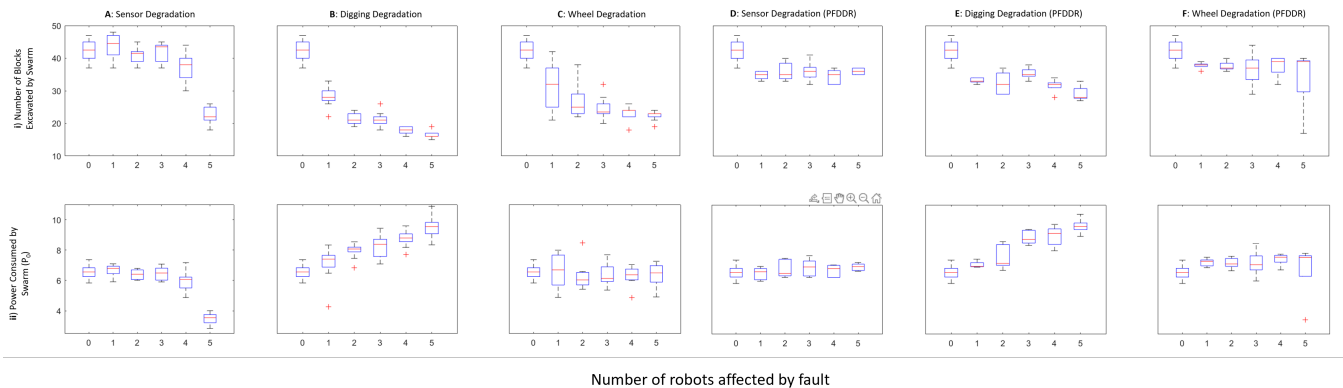 A: Sensor Degradation
B: Digging Degradation
C: Wheel Degradation
D: Sensor Degradation (PFDDR)
E: Digging Degradation (PFDDR)
F: Wheel Degradation (PFDDR)
i) Number of Blocks
Excavated by Swarm
50
40
30
20
10
0 1 2 3 4 5
0 1 2 3 4 5
0 1 2 3 4 5
0 1 2 3 4 5
0 1 2 3 4 5
0 1 2 3 4 5
ii) Power Consumed by
Swarm (P₀)
10
8
6
4
0 1 2 3 4 5
0 1 2 3 4 5
0 1 2 3 4 5
0 1 2 3 4 5
0 1 2 3 4 5
0 1 2 3 4 5
Number of robots affected by fault